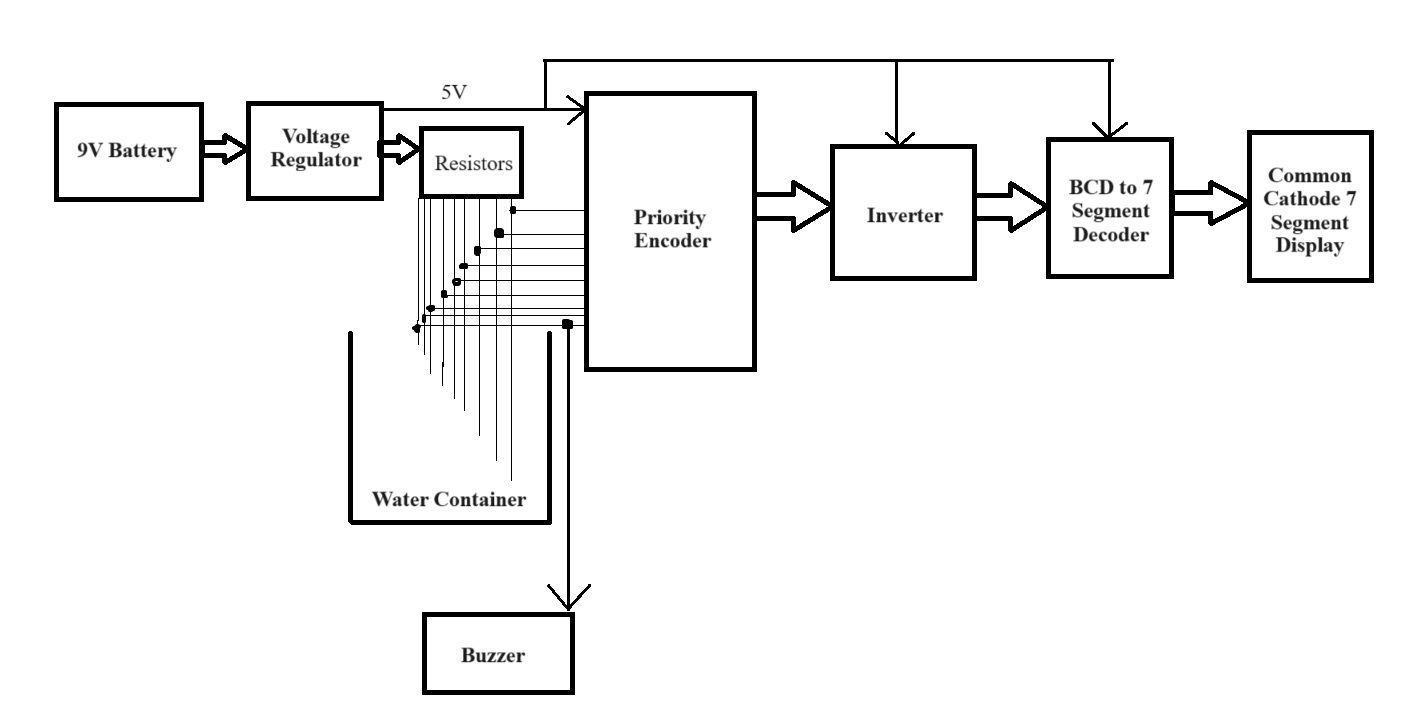 9V Battery
Voltage
Regulator
5V
Resistors
Priority
Encoder
Inverter
BCD to 7
Segment
Decoder
Common
Cathode 7
Segment
Display
Water Container
Buzzer